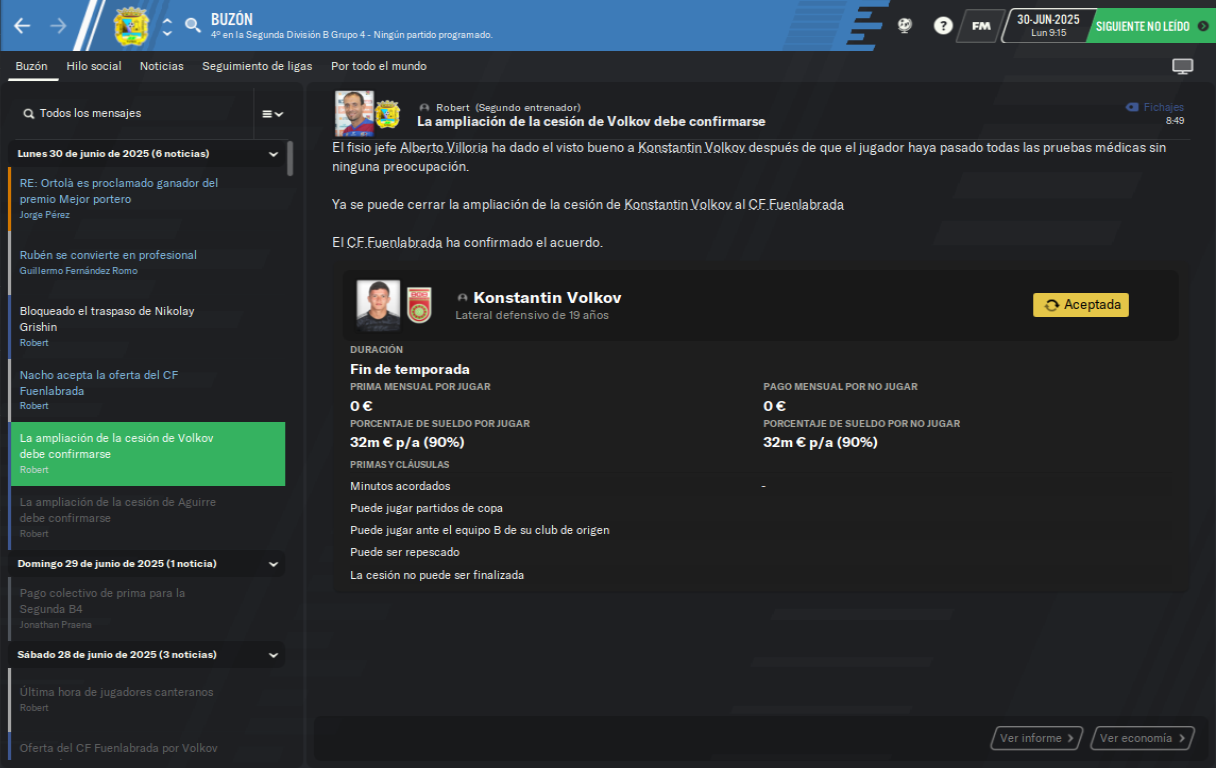 BUZÓN
4º en la Segunda División B Grupo 4 - Ningún partido programado.
?
FM
30-JUN-2025
Lun 9:15
SIGUIENTE NO LEÍDO
Buzón
Hilo social
Noticias
Seguimiento de ligas
Por todo el mundo
Todos los mensajes
Lunes 30 de junio de 2025 (6 noticias)
RE: Ortolà es proclamado ganador del
premio Mejor portero
Jorge Pérez
Rubén se convierte en profesional
Guillermo Fernández Romo
Bloqueado el traspaso de Nikolay
Grishin
Robert
Nacho acepta la oferta del CF
Fuenlabrada
Robert
La ampliación de la cesión de Volkov
debe confirmarse
Robert
La ampliación de la cesión de Aguirre
debe confirmarse
Robert
Domingo 29 de junio de 2025 (1 noticia)
Pago colectivo de prima para la
Segunda B4
Jonathan Praena
Sábado 28 de junio de 2025 (3 noticias)
Última hora de jugadores canteranos
Robert
Oferta del CF Fuenlabrada por Volkov
Robert (Segundo entrenador)
La ampliación de la cesión de Volkov debe confirmarse
Fichajes
8:49
El fisio jefe Alberto Villoria ha dado el visto bueno a Konstantin Volkov después de que el jugador haya pasado todas las pruebas médicas sin
ninguna preocupación.
Ya se puede cerrar la ampliación de la cesión de Konstantin Volkov al CF Fuenlabrada
El CF Fuenlabrada ha confirmado el acuerdo.
Konstantin Volkov
Lateral defensivo de 19 años
Aceptada
DURACIÓN
Fin de temporada
PRIMA MENSUAL POR JUGAR
PAGO MENSUAL POR NO JUGAR
0 €
0 €
PORCENTAJE DE SUELDO POR JUGAR
PORCENTAJE DE SUELDO POR NO JUGAR
32m € p/a (90%)
32m € p/a (90%)
PRIMAS Y CLÁUSULAS
Minutos acordados
-
Puede jugar partidos de copa
Puede jugar ante el equipo B de su club de origen
Puede ser repescado
La cesión no puede ser finalizada
Ver informe
Ver economía